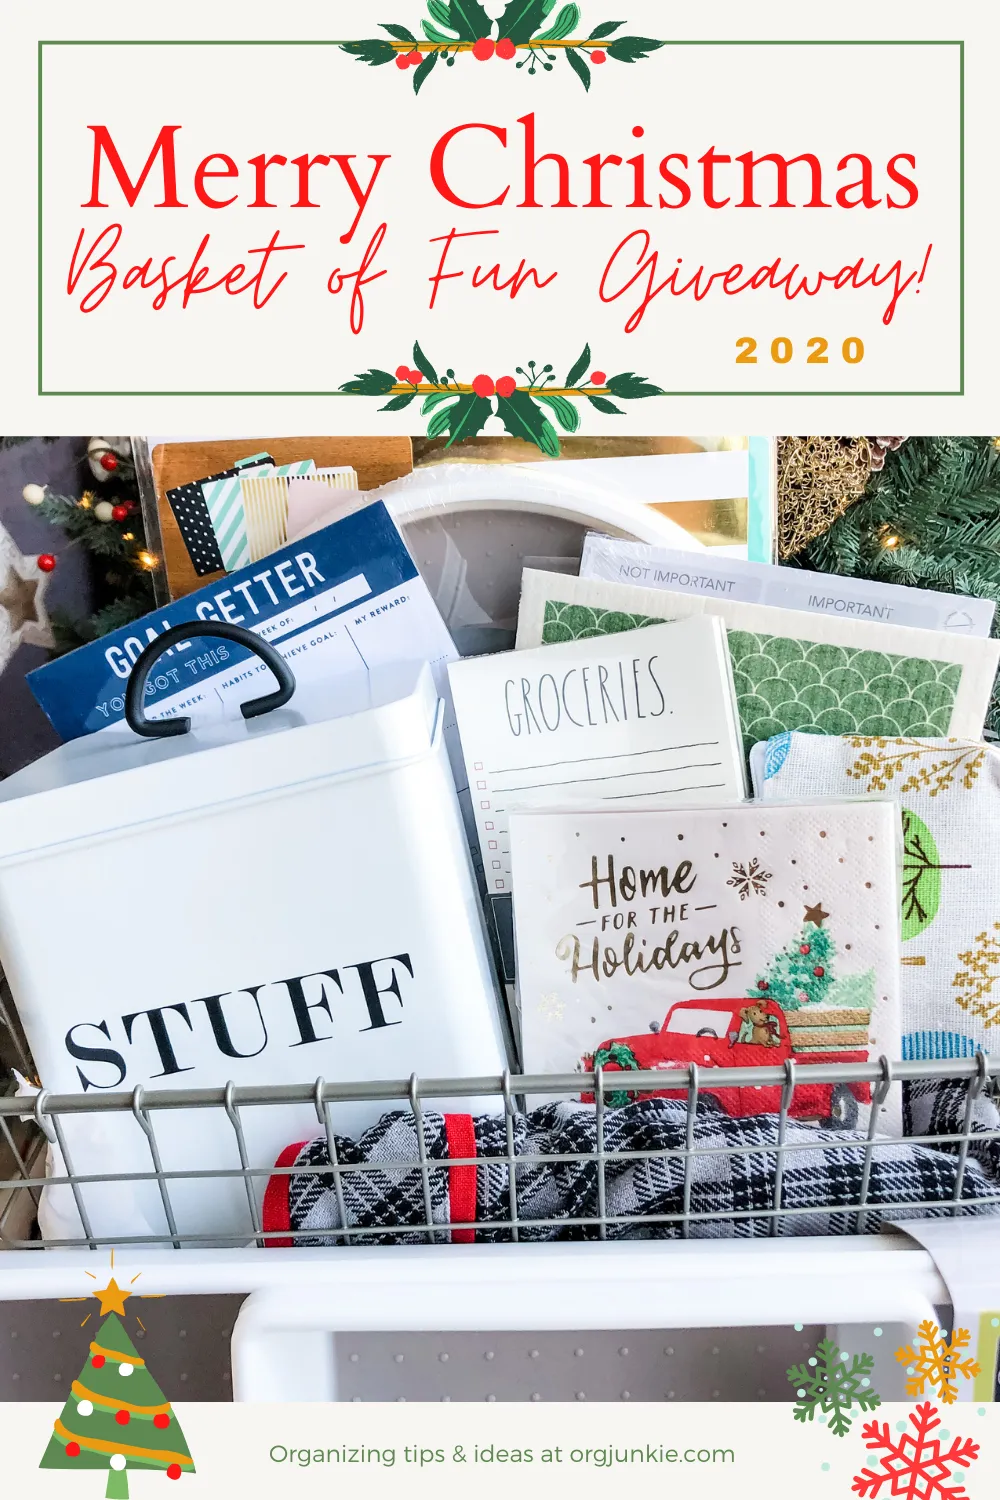 Merry Christmas
Basket of Fun Giveaway!
2020
GOAL GETTER
YOU GOT THIS
WEEK OF:
MY REWARD:
HABITS TO ACHIEVE GOAL:
THE WEEK:
NOT IMPORTANT
IMPORTANT
GROCERIES.
Home
FOR THE
Holidays
STUFF
Organizing tips & ideas at orgjunkie.com